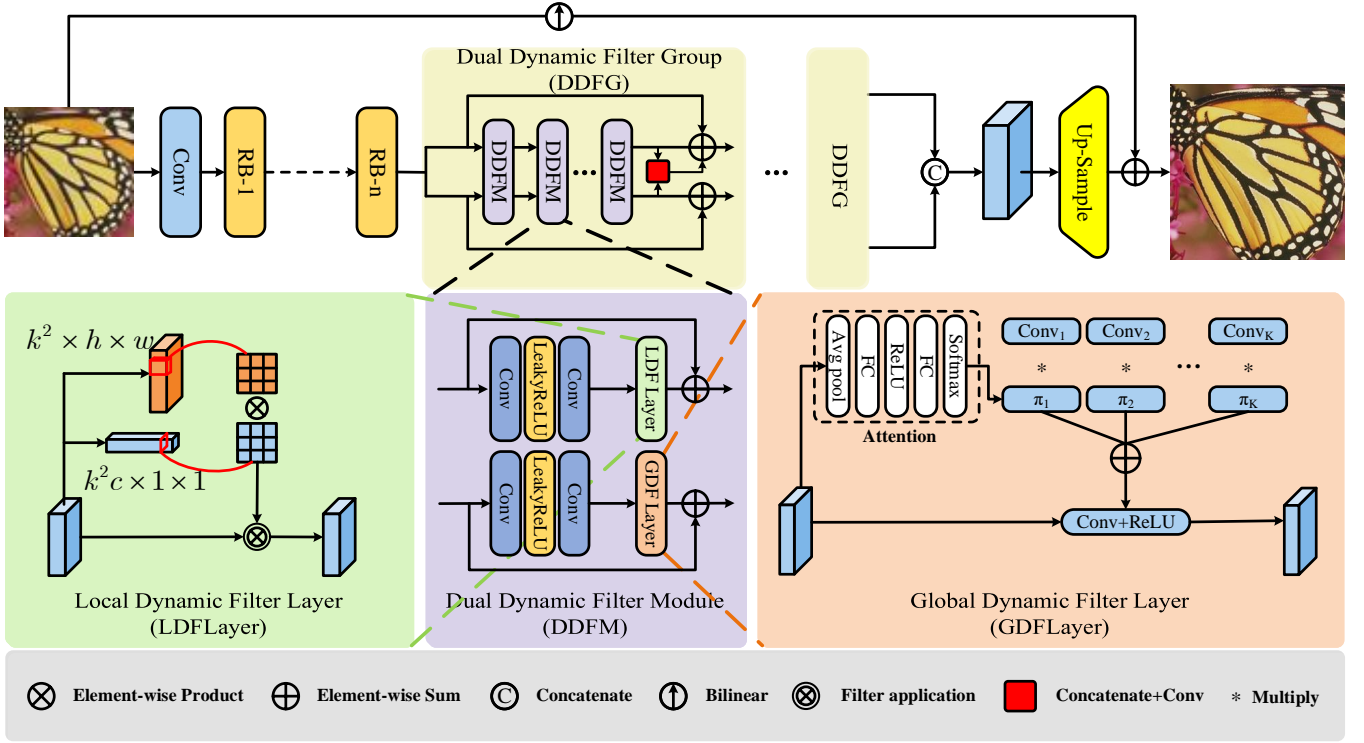 Dual Dynamic Filter Group
(DDFG)
Conv
RB-1
RB-n
DDFM
DDFM
...
DDFM
...
DDFG
C
Up-Sample
k² × h × w
k²c × 1 × 1
Local Dynamic Filter Layer
(LDFLayer)
Conv
LeakyReLU
Conv
LDF Layer
Conv
LeakyReLU
Conv
GDF Layer
Dual Dynamic Filter Module
(DDFM)
Avg pool
FC
ReLU
FC
Softmax
Attention
Conv₁ Conv₂ Conv_K
* * ... *
π₁ π₂ π_K
Conv+ReLU
Global Dynamic Filter Layer
(GDFLayer)
Element-wise Product Element-wise Sum C Concatenate Bilinear Filter application Concatenate+Conv * Multiply